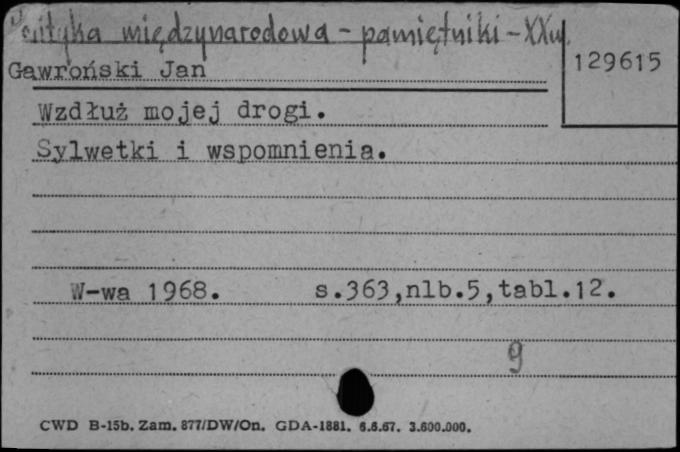 Polityka międzynarodowa - pamiętniki - XX w.
129615
Gawroński Jan
Wzdłuż mojej drogi.
Sylwetki i wspomnienia.
W-wa 1968. s.363,nlb.5,tabl.12.
9
CWD B-15b. Zam. 877/DW/On. GDA-1881. 6.6.67. 3.600.000.